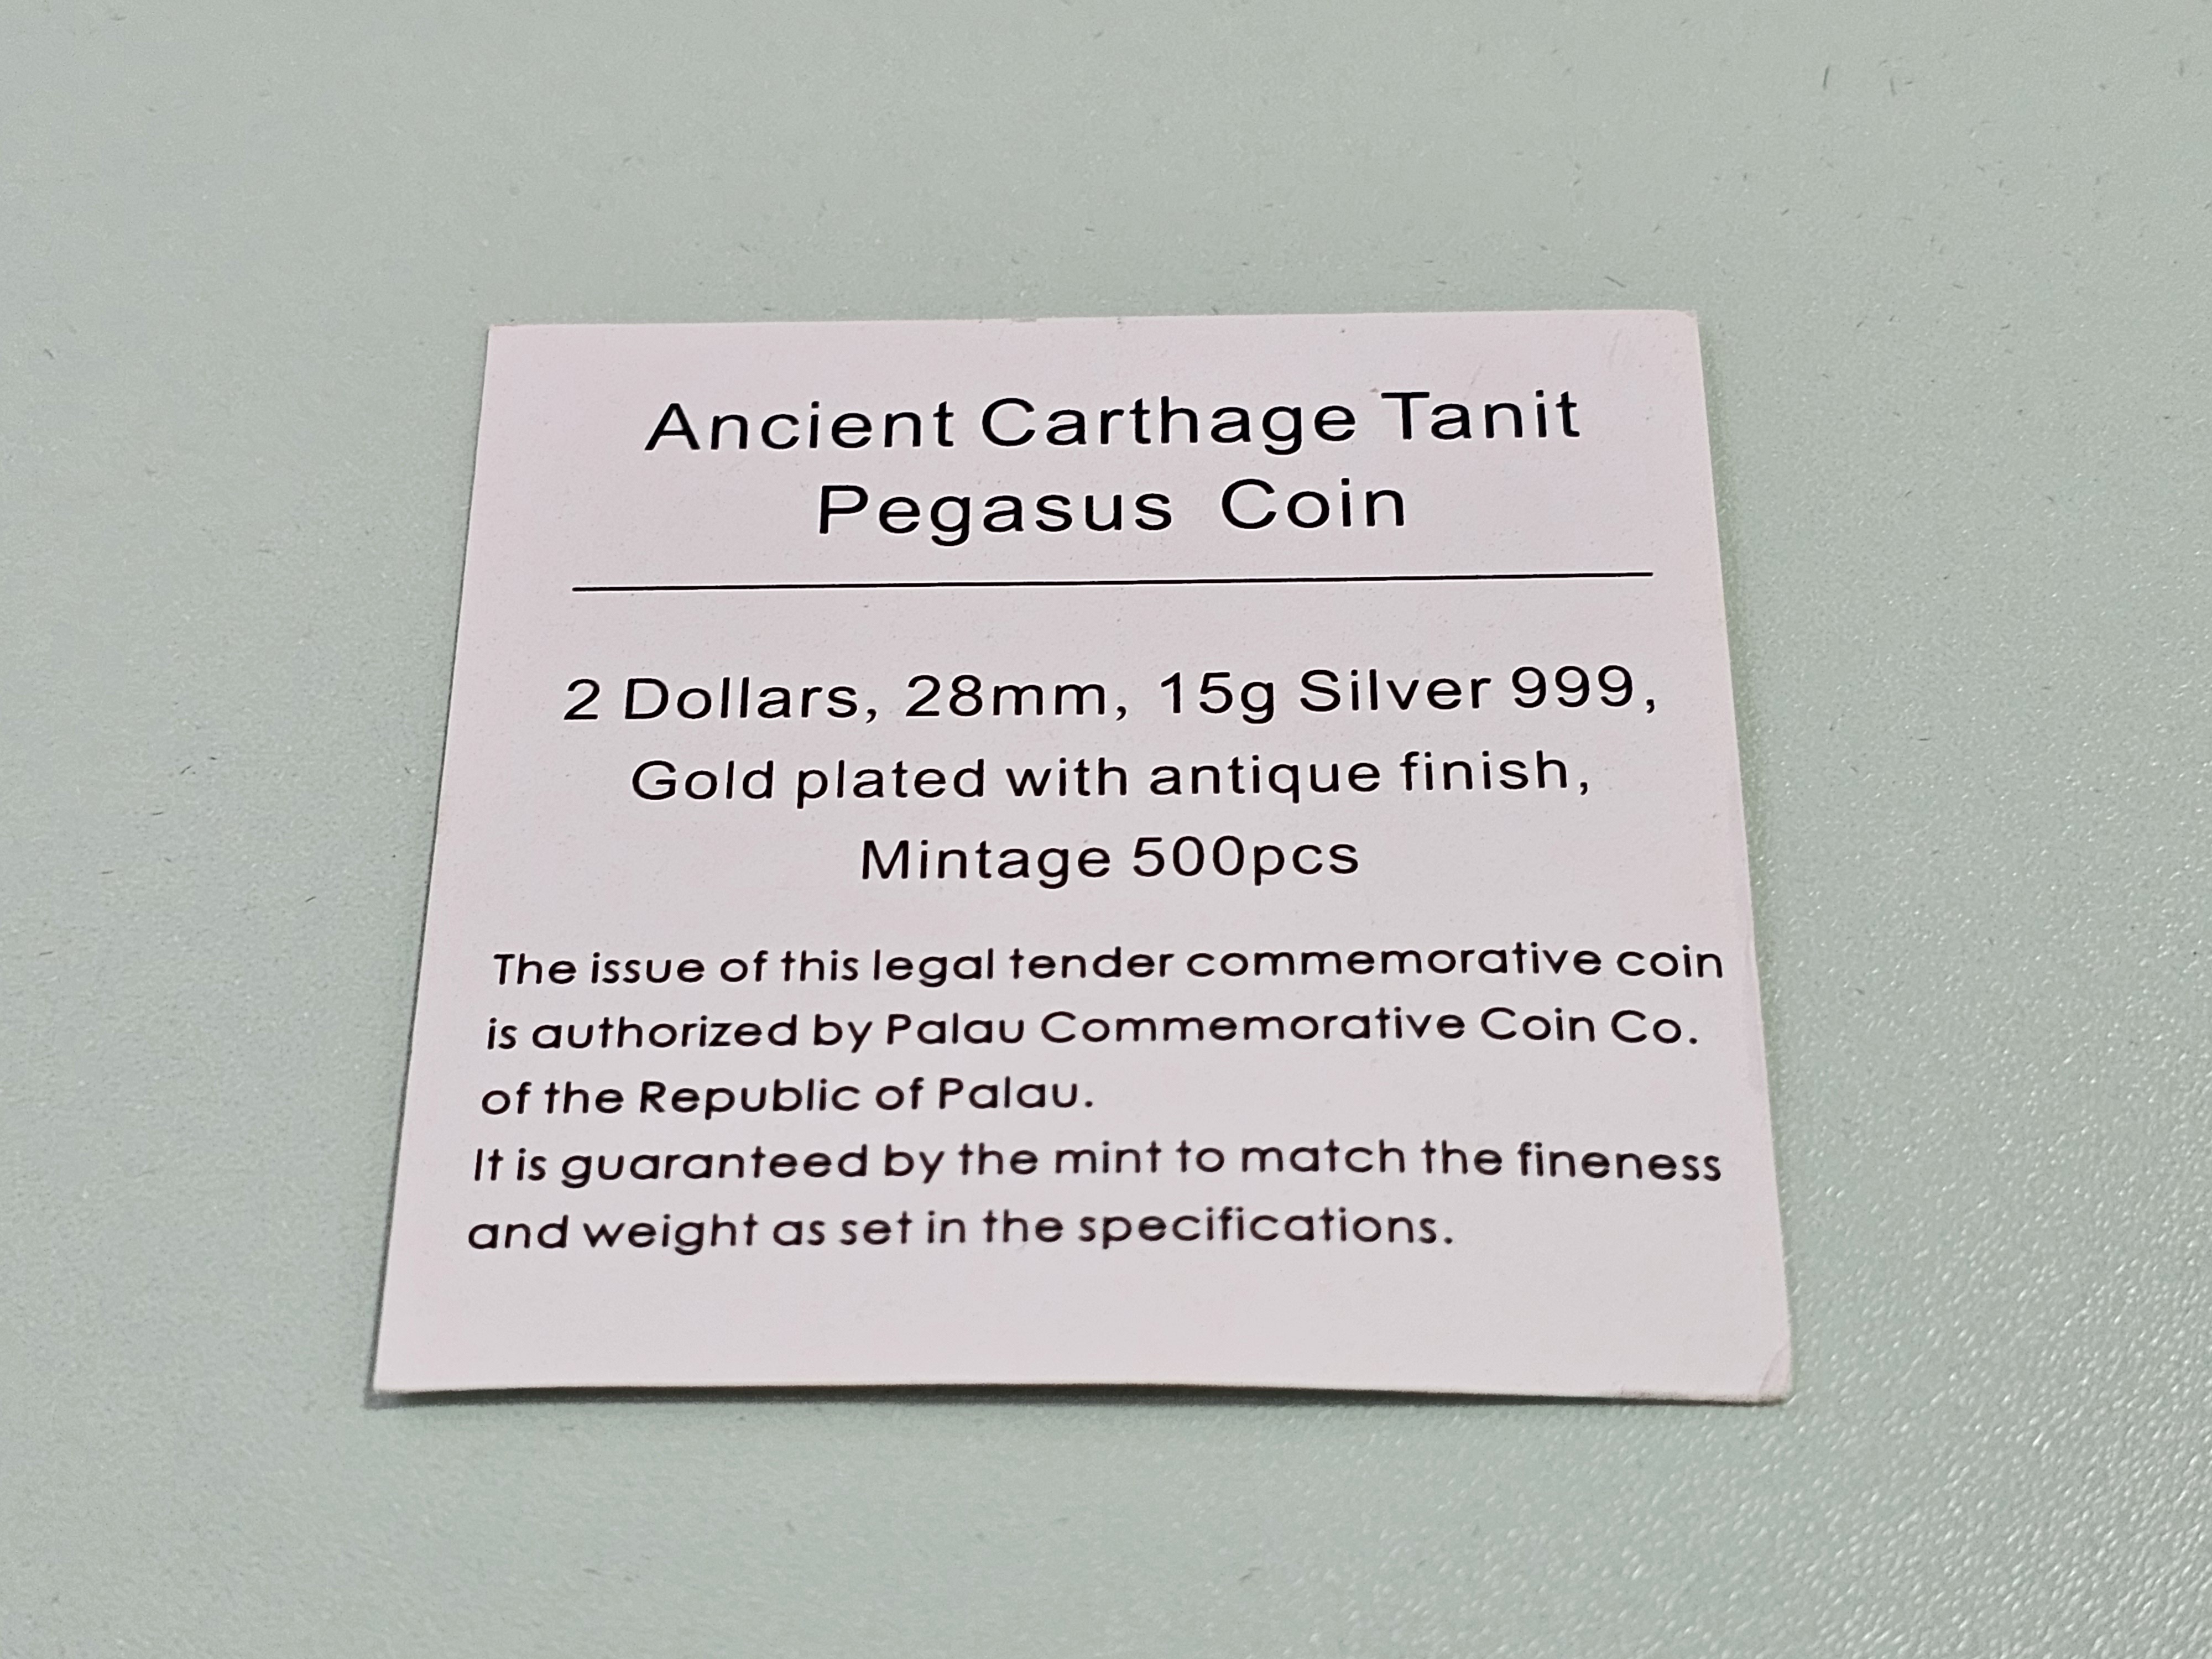 Ancient Carthage Tanit
Pegasus Coin
2 Dollars, 28mm, 15g Silver 999,
Gold plated with antique finish,
Mintage 500pcs
The issue of this legal tender commemorative coin
is authorized by Palau Commemorative Coin Co.
of the Republic of Palau.
It is guaranteed by the mint to match the fineness
and weight as set in the specifications.